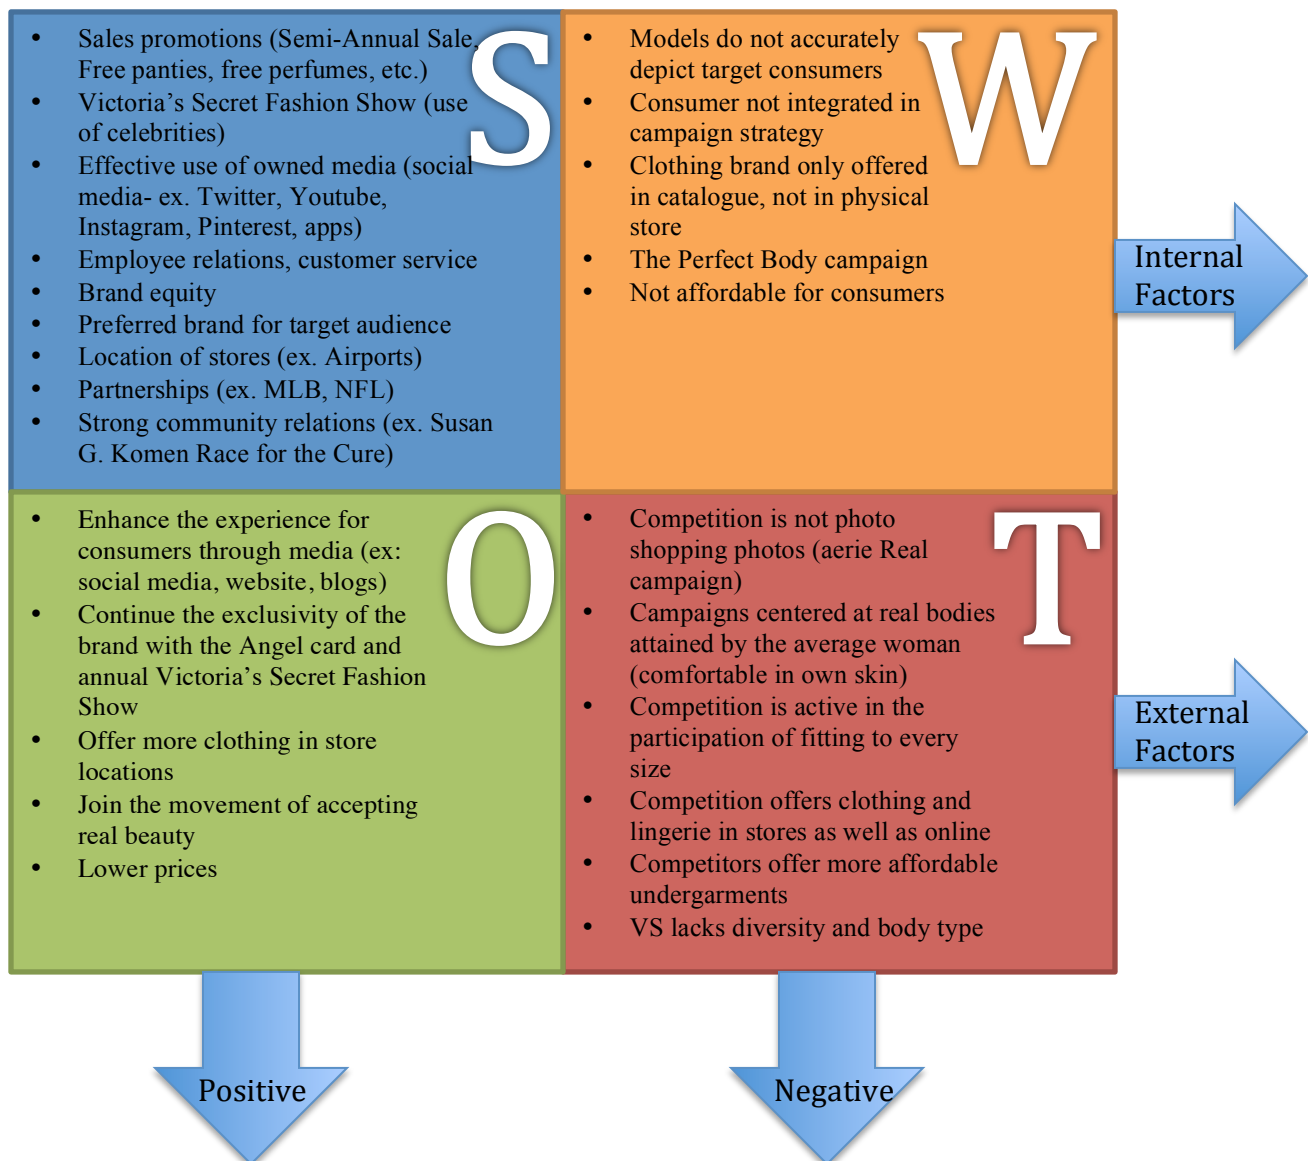 • Sales promotions (Semi-Annual Sale,
Free panties, free perfumes, etc.)
• Victoria's Secret Fashion Show (use
of celebrities)
• Effective use of owned media (social
media- ex. Twitter, Youtube,
Instagram, Pinterest, apps)
• Employee relations, customer service
• Brand equity
• Preferred brand for target audience
• Location of stores (ex. Airports)
• Partnerships (ex. MLB, NFL)
• Strong community relations (ex. Susan
G. Komen Race for the Cure)
S
• Models do not accurately
depict target consumers
• Consumer not integrated in
campaign strategy
• Clothing brand only offered
in catalogue, not in physical
store
• The Perfect Body campaign
• Not affordable for consumers
W
Internal
Factors
• Enhance the experience for
consumers through media (ex:
social media, website, blogs)
• Continue the exclusivity of the
brand with the Angel card and
annual Victoria's Secret Fashion
Show
• Offer more clothing in store
locations
• Join the movement of accepting
real beauty
• Lower prices
O
• Competition is not photo
shopping photos (aerie Real
campaign)
• Campaigns centered at real bodies
attained by the average woman
(comfortable in own skin)
• Competition is active in the
participation of fitting to every
size
• Competition offers clothing and
lingerie in stores as well as online
• Competitors offer more affordable
undergarments
• VS lacks diversity and body type
T
External
Factors
Positive
Negative